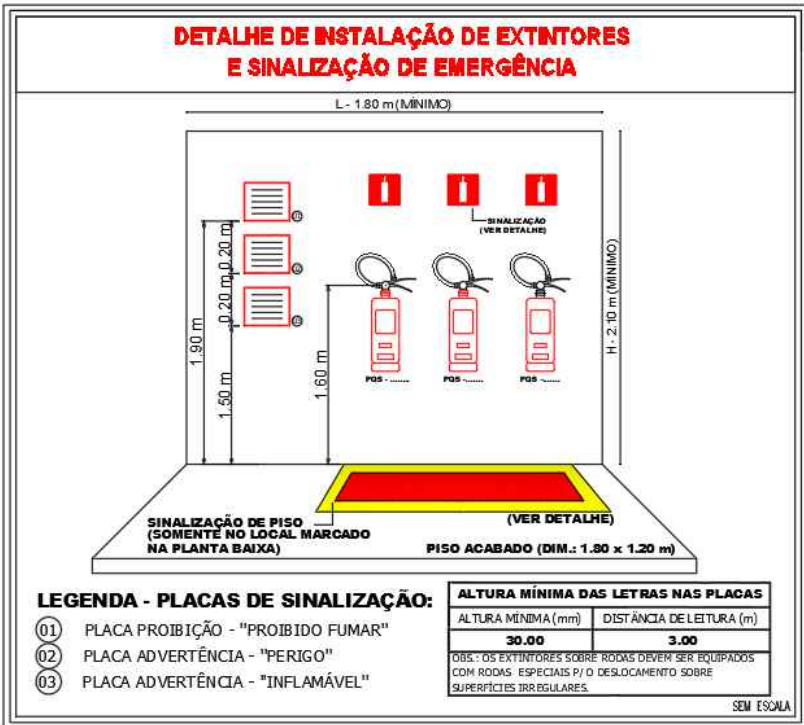 DETALHE DE INSTALAÇÃO DE EXTINTORES
E SINALIZAÇÃO DE EMERGÊNCIA
L - 1.80 m (MÍNIMO)
SINALIZAÇÃO
(VER DETALHE)
0.20 m
0.20 m
1.90 m
1.50 m
1.60 m
H - 2.10 m (MÍNIMO)
PQS - .......
PQS - .......
PQS - .......
SINALIZAÇÃO DE PISO
(SOMENTE NO LOCAL MARCADO
NA PLANTA BAIXA)
(VER DETALHE)
PISO ACABADO (DIM.: 1.80 x 1.20 m)
LEGENDA - PLACAS DE SINALIZAÇÃO:
01 PLACA PROIBIÇÃO - "PROIBIDO FUMAR"
02 PLACA ADVERTÊNCIA - "PERIGO"
03 PLACA ADVERTÊNCIA - "INFLAMÁVEL"
ALTURA MÍNIMA DAS LETRAS NAS PLACAS
ALTURA MÍNIMA (mm) DISTÂNCIA DE LEITURA (m)
30.00 3.00
OBS.: OS EXTINTORES SOBRE RODAS DEVEM SER EQUIPADOS
COM RODAS ESPECIAIS P/ O DESLOCAMENTO SOBRE
SUPERFÍCIES IRREGULARES.
SEM ESCALA